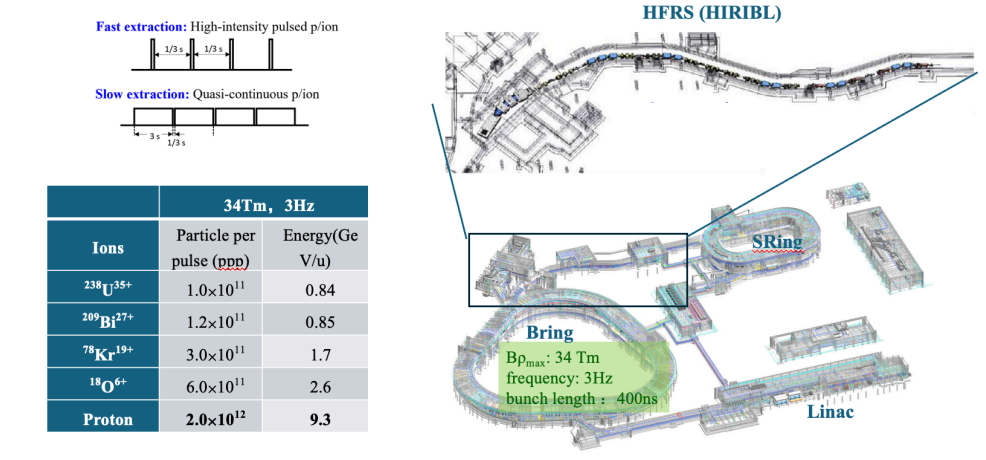 HFRS (HIRIBL)
Fast extraction: High-intensity pulsed p/ion
1/3 s
1/3 s
Slow extraction: Quasi-continuous p/ion
3 s
1/3 s
34Tm, 3Hz
Ions
Particle per
pulse (ppp)
Energy(Ge
V/u)
²³⁸U³⁵⁺
1.0×10¹¹
0.84
²⁰⁹Bi²⁷⁺
1.2×10¹¹
0.85
⁷⁸Kr¹⁹⁺
3.0×10¹¹
1.7
¹⁸O⁶⁺
6.0×10¹¹
2.6
Proton
2.0×10¹²
9.3
SRing
Bring
Bρmax: 34 Tm
frequency: 3Hz
bunch length : 400ns
Linac